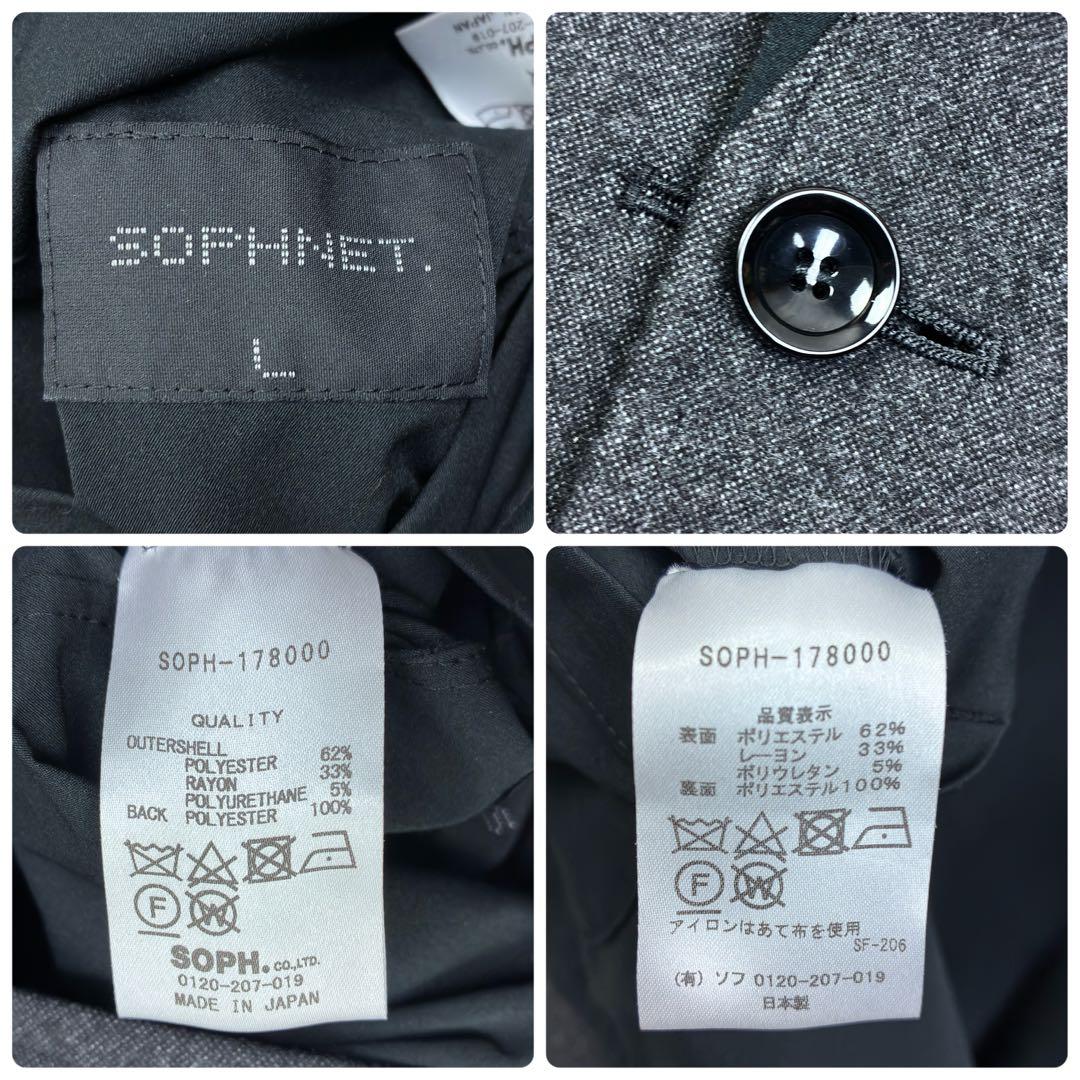 -207-019
JAPAN
SOPHNET.
L
SOPH-178000
QUALITY
OUTERSHELL
POLYESTER 62%
RAYON 33%
POLYURETHANE 5%
BACK POLYESTER 100%
F
W
SOPH. CO.,LTD.
0120-207-019
MADE IN JAPAN
SOPH-178000
品質表示
表面 ポリエステル 62%
レーヨン 33%
ポリウレタン 5%
裏面 ポリエステル100%
F
W
アイロンはあて布を使用
SF-206
(有) ソフ 0120-207-019
日本製